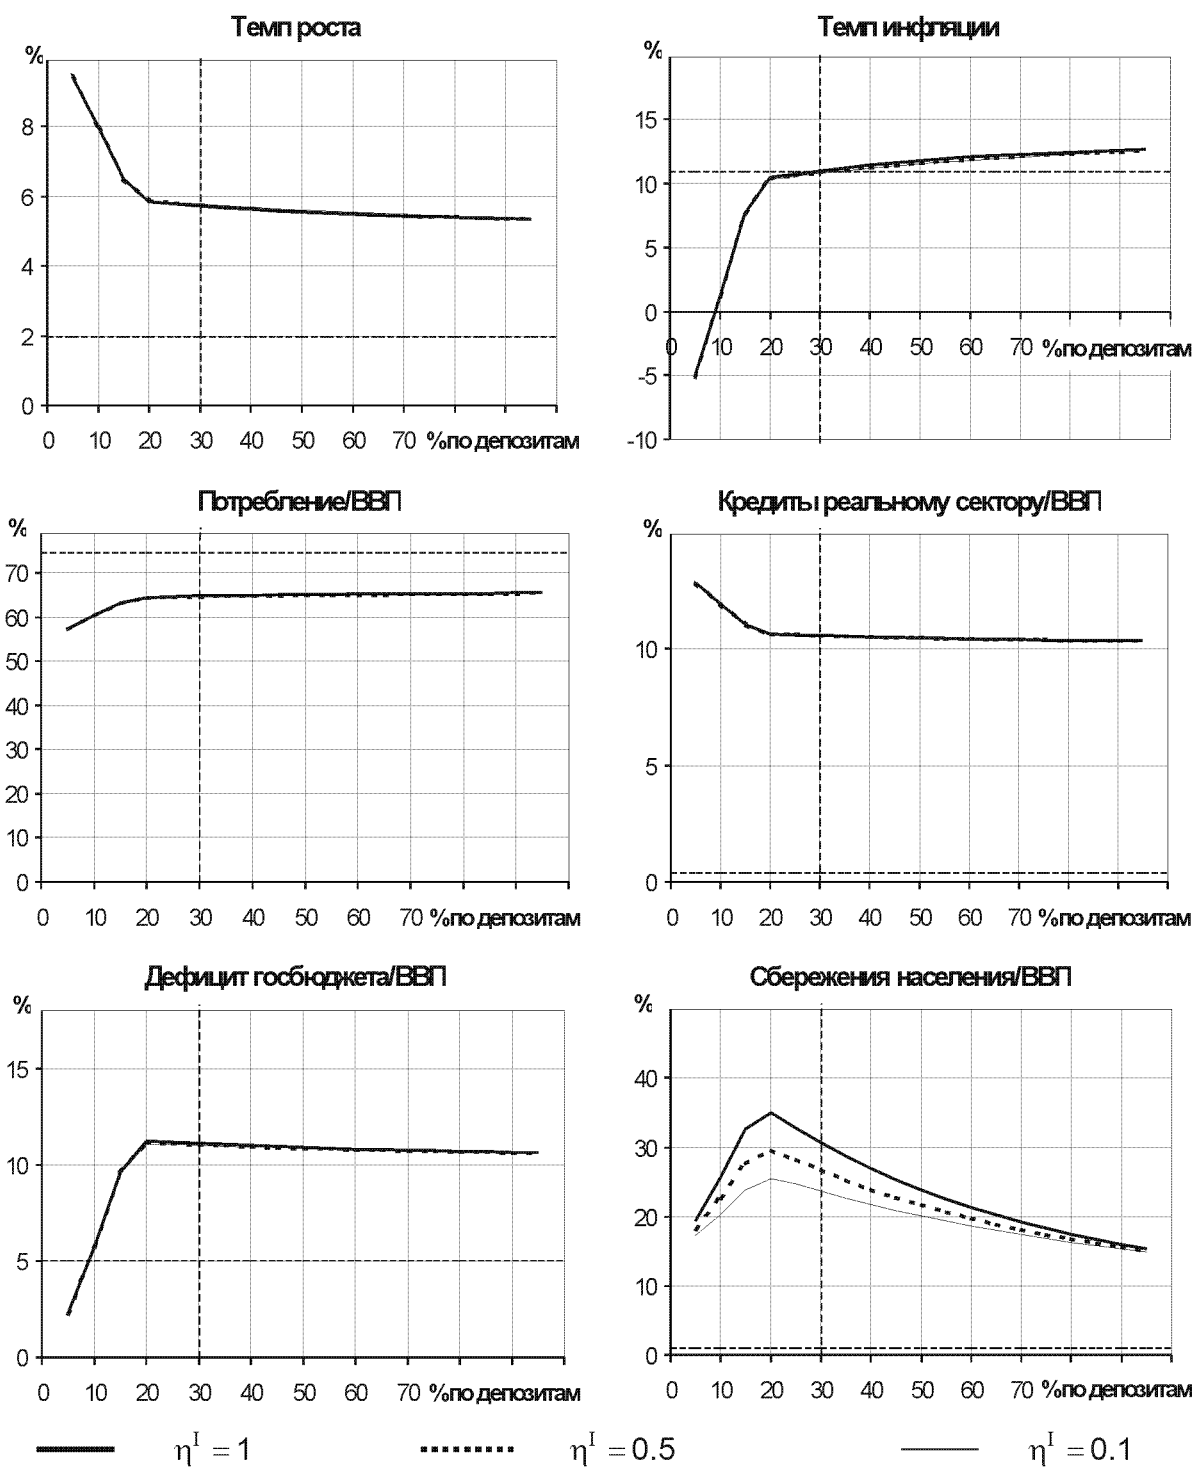 Темп роста
%
8
6
4
2
0
0 10 20 30 40 50 60 70 %по депозитам
Темп инфляции
%
15
10
5
0
-5
-10
0 10 20 30 40 50 60 70 %по депозитам
Потребление/ВВП
%
70
60
50
40
30
20
10
0
0 10 20 30 40 50 60 70 %по депозитам
Кредиты реальному сектору/ВВП
%
10
5
0
0 10 20 30 40 50 60 70 %по депозитам
Дефицит госбюджета/ВВП
%
15
10
5
0
0 10 20 30 40 50 60 70 %по депозитам
Сбережения населения/ВВП
%
40
30
20
10
0
0 10 20 30 40 50 60 70 %по депозитам
η^I = 1 η^I = 0.5 η^I = 0.1